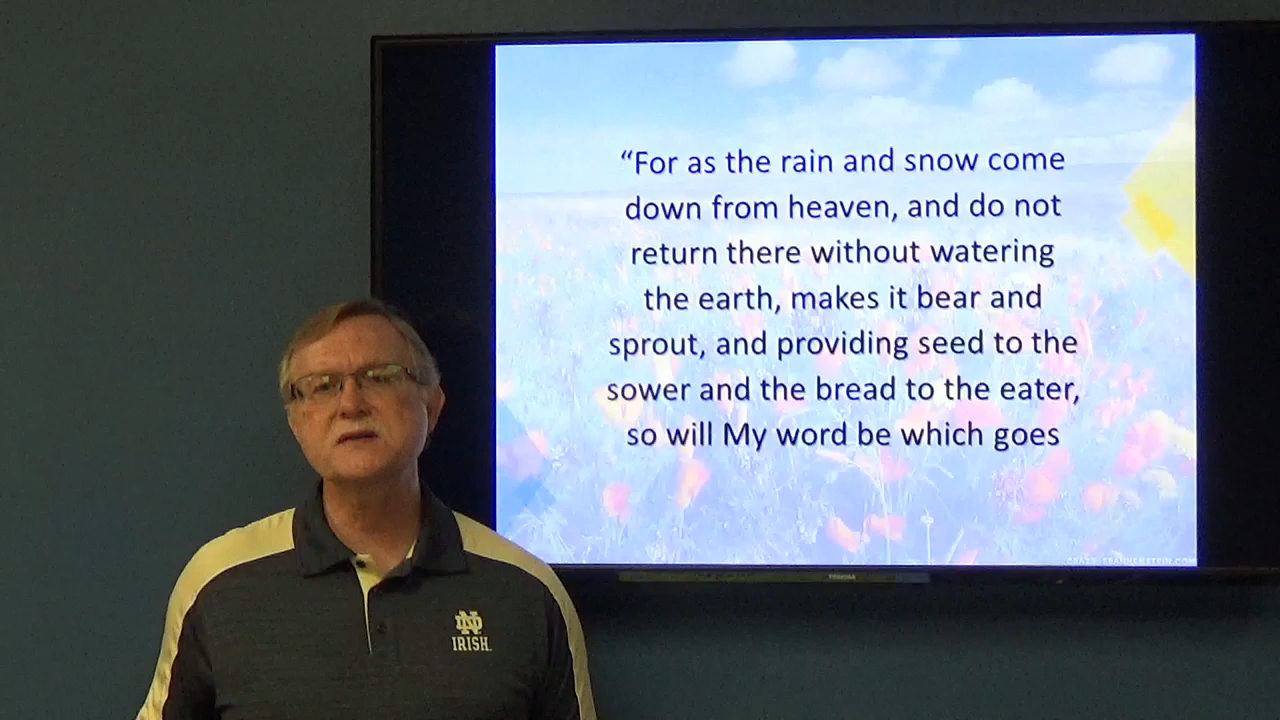 “For as the rain and snow come
down from heaven, and do not
return there without watering
the earth, makes it bear and
sprout, and providing seed to the
sower and the bread to the eater,
so will My word be which goes
TOSHIBA
ND
IRISH